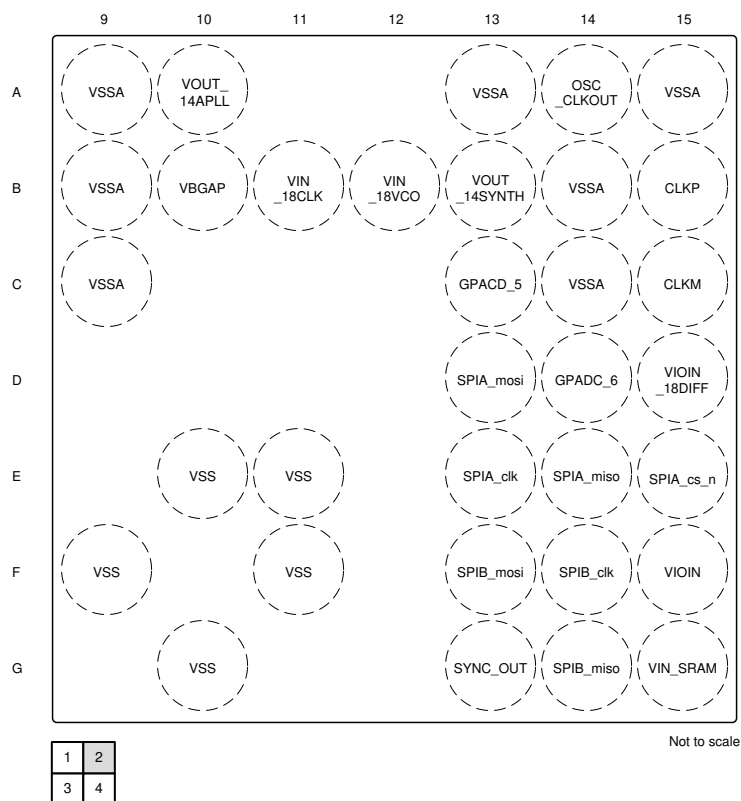 9 10 11 12 13 14 15
A VSSA VOUT_ 14APLL VSSA OSC _CLKOUT VSSA
B VSSA VBGAP VIN _18CLK VIN _18VCO VOUT _14SYNTH VSSA CLKP
C VSSA GPACD_5 VSSA CLKM
D SPIA_mosi GPADC_6 VIOIN _18DIFF
E VSS VSS SPIA_clk SPIA_miso SPIA_cs_n
F VSS VSS SPIB_mosi SPIB_clk VIOIN
G VSS SYNC_OUT SPIB_miso VIN_SRAM
Not to scale
1 2
3 4